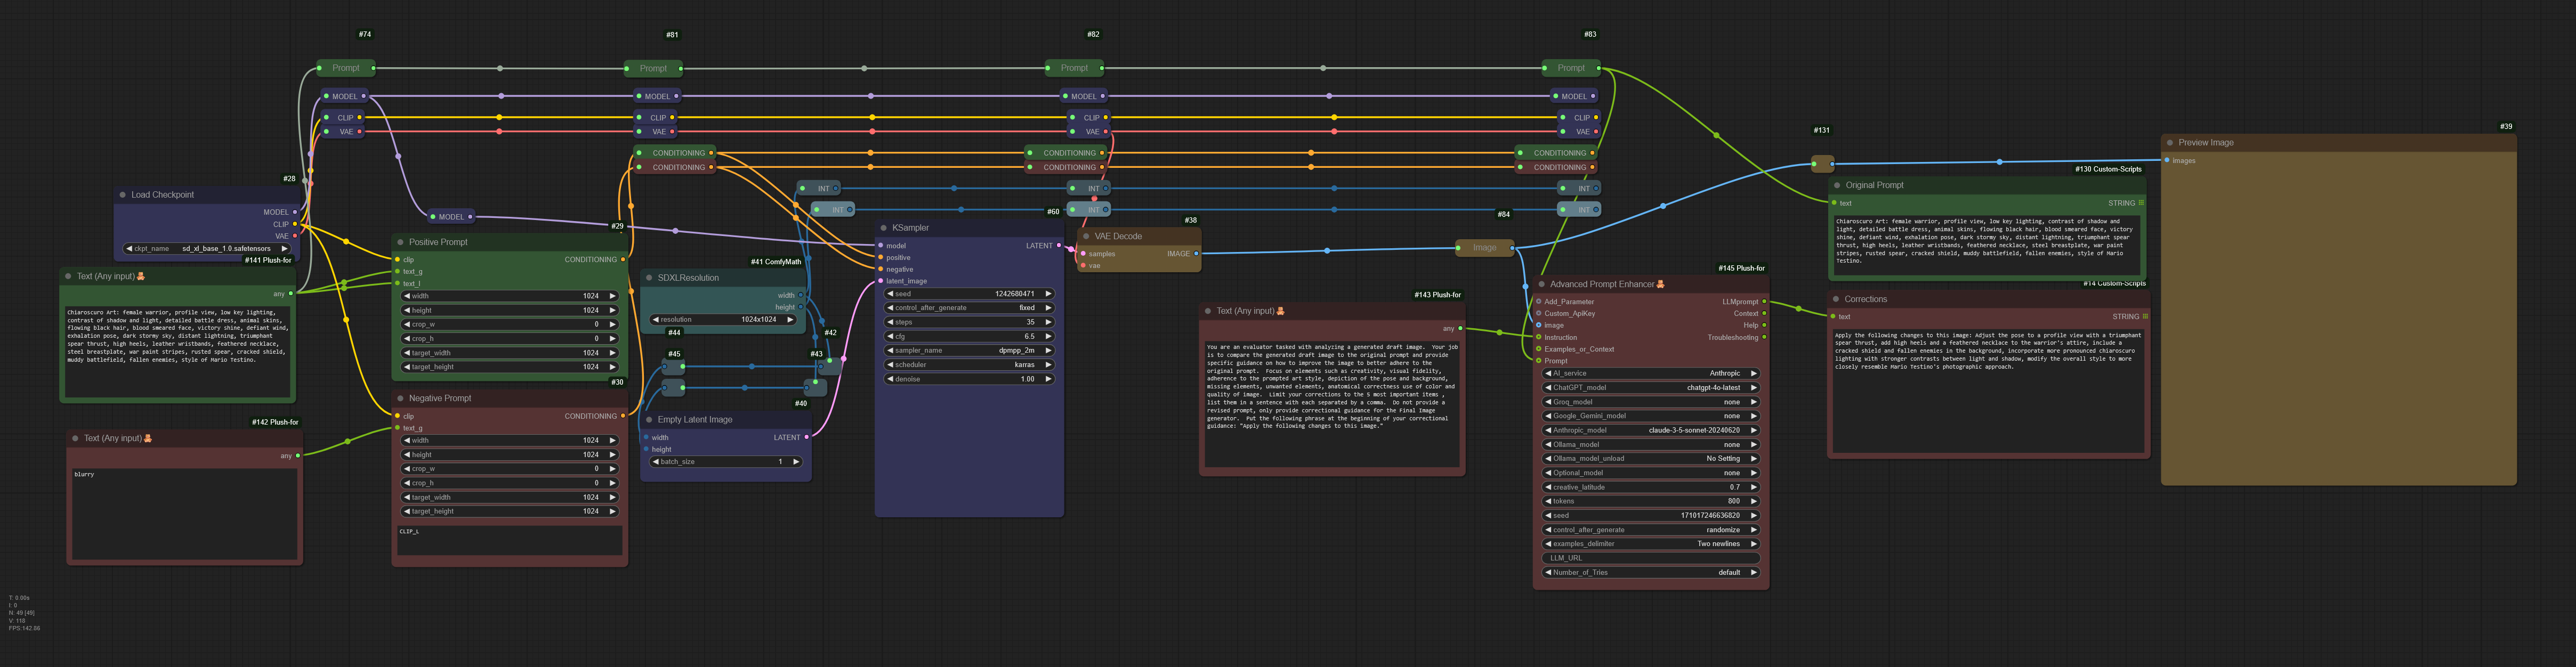 #74
#81
#82
#83
Prompt
Prompt
Prompt
Prompt
MODEL
MODEL
MODEL
MODEL
CLIP
CLIP
CLIP
CLIP
VAE
VAE
VAE
VAE
CONDITIONING
CONDITIONING
CONDITIONING
CONDITIONING
CONDITIONING
CONDITIONING
INT
INT
INT
INT
INT
INT
#28
Load Checkpoint
MODEL
CLIP
VAE
ckpt_name sd_xl_base_1.0.safetensors
MODEL
#141 Plush-for
Text (Any input)
any
Chiaroscuro Art: female warrior, profile view, low key lighting,
contrast of shadow and light, detailed battle dress, animal skins,
flowing black hair, blood smeared face, victory shine, defiant wind,
exhalation pose, dark stormy sky, distant lightning, triumphant
spear thrust, high heels, leather wristbands, feathered necklace,
steel breastplate, war paint stripes, rusted spear, cracked shield,
muddy battlefield, fallen enemies, style of Mario Testino.
#142 Plush-for
Text (Any input)
any
blurry
#29
Positive Prompt
clip
CONDITIONING
text_g
text_l
width 1024
height 1024
crop_w 0
crop_h 0
target_width 1024
target_height 1024
#30
Negative Prompt
clip
CONDITIONING
text_g
width 1024
height 1024
crop_w 0
crop_h 0
target_width 1024
target_height 1024
CLIP_L
#41 ComfyMath
SDXLResolution
width
height
resolution 1024x1024
#44
#42
#45
#43
#40
Empty Latent Image
width
LATENT
height
batch_size 1
#60
KSampler
model
LATENT
positive
negative
latent_image
seed 1242680471
control_after_generate fixed
steps 35
cfg 6.5
sampler_name dpmpp_2m
scheduler karras
denoise 1.00
#38
VAE Decode
samples
IMAGE
vae
#84
Image
#143 Plush-for
Text (Any input)
any
You are an evaluator tasked with analyzing a generated draft image.  Your job
is to compare the generated draft image to the original prompt and provide
specific guidance on how to improve the image to better adhere to the
original prompt.  Focus on elements such as creativity, visual fidelity,
adherence to the prompted art style, depiction of the pose and background,
missing elements, unwanted elements, anatomical correctness use of color and
quality of image.  Limit your corrections to the 5 most important items ,
list them in a sentence with each separated by a comma.  Do not provide a
revised prompt, only provide correctional guidance for the Final Image
generator.  Put the following phrase at the beginning of your correctional
guidance: "Apply the following changes to this image."
#145 Plush-for
Advanced Prompt Enhancer
Add_Parameter
LLMprompt
Custom_ApiKey
Context
Image
Help
Instruction
Troubleshooting
Examples_or_Context
Prompt
AI_service Anthropic
ChatGPT_model chatgpt-4o-latest
Groq_model none
Google_Gemini_model none
Anthropic_model claude-3-5-sonnet-20240620
Ollama_model none
Ollama_model_unload No Setting
Optional_model none
creative_latitude 0.7
tokens 800
seed 171017246636820
control_after_generate randomize
examples_delimiter Two newlines
LLM_URL
Number_of_Tries default
#131
#130 Custom-Scripts
Original Prompt
text
STRING
Chiaroscuro Art: female warrior, profile view, low key lighting, contrast of shadow and
light, detailed battle dress, animal skins, flowing black hair, blood smeared face, victory
shine, defiant wind, exhalation pose, dark stormy sky, distant lightning, triumphant spear
thrust, high heels, leather wristbands, feathered necklace, steel breastplate, war paint
stripes, rusted spear, cracked shield, muddy battlefield, fallen enemies, style of Mario
Testino.
#14 Custom-Scripts
Corrections
text
STRING
Apply the following changes to this image: Adjust the pose to a profile view with a triumphant
spear thrust, add high heels and a feathered necklace to the warrior's attire, include a
cracked shield and fallen enemies in the background, incorporate more pronounced chiaroscuro
lighting with stronger contrasts between light and shadow, modify the overall style to more
closely resemble Mario Testino's photographic approach.
#39
Preview Image
images
T: 0.00s
I: 0
N: 49 [49]
V: 118
FPS:142.86